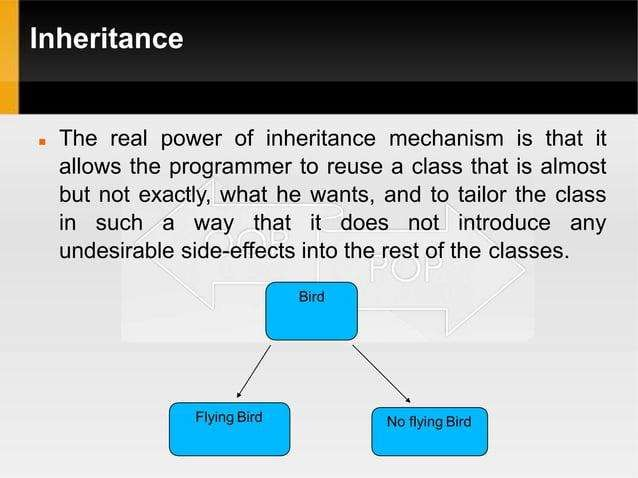 Inheritance
The real power of inheritance mechanism is that it
allows the programmer to reuse a class that is almost
but not exactly, what he wants, and to tailor the class
in such a way that it does not introduce any
undesirable side-effects into the rest of the classes.
OOP
POP
Bird
Flying Bird
No flying Bird